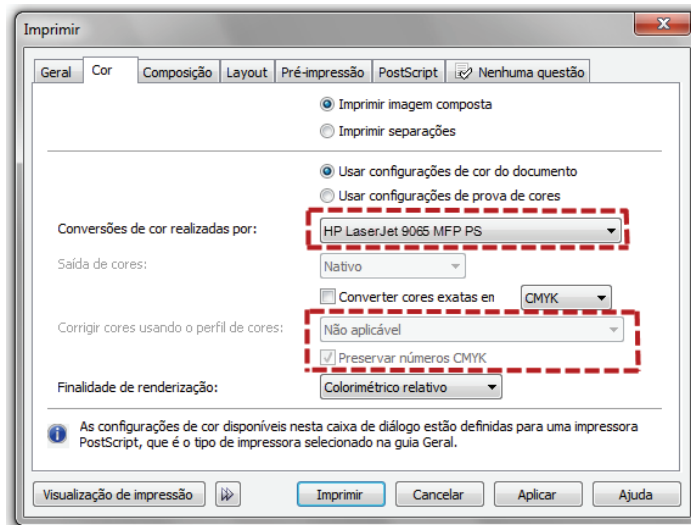 Imprimir
Geral Cor Composição Layout Pré-impressão PostScript Nenhuma questão
Imprimir imagem composta
Imprimir separações
Usar configurações de cor do documento
Usar configurações de prova de cores
Conversões de cor realizadas por: HP LaserJet 9065 MFP PS
Saída de cores: Nativo
Converter cores exatas en CMYK
Corrigir cores usando o perfil de cores: Não aplicável
Preservar números CMYK
Finalidade de renderização: Colorimétrico relativo
As configurações de cor disponíveis nesta caixa de diálogo estão definidas para uma impressora
PostScript, que é o tipo de impressora selecionado na guia Geral.
Visualização de impressão Imprimir Cancelar Aplicar Ajuda